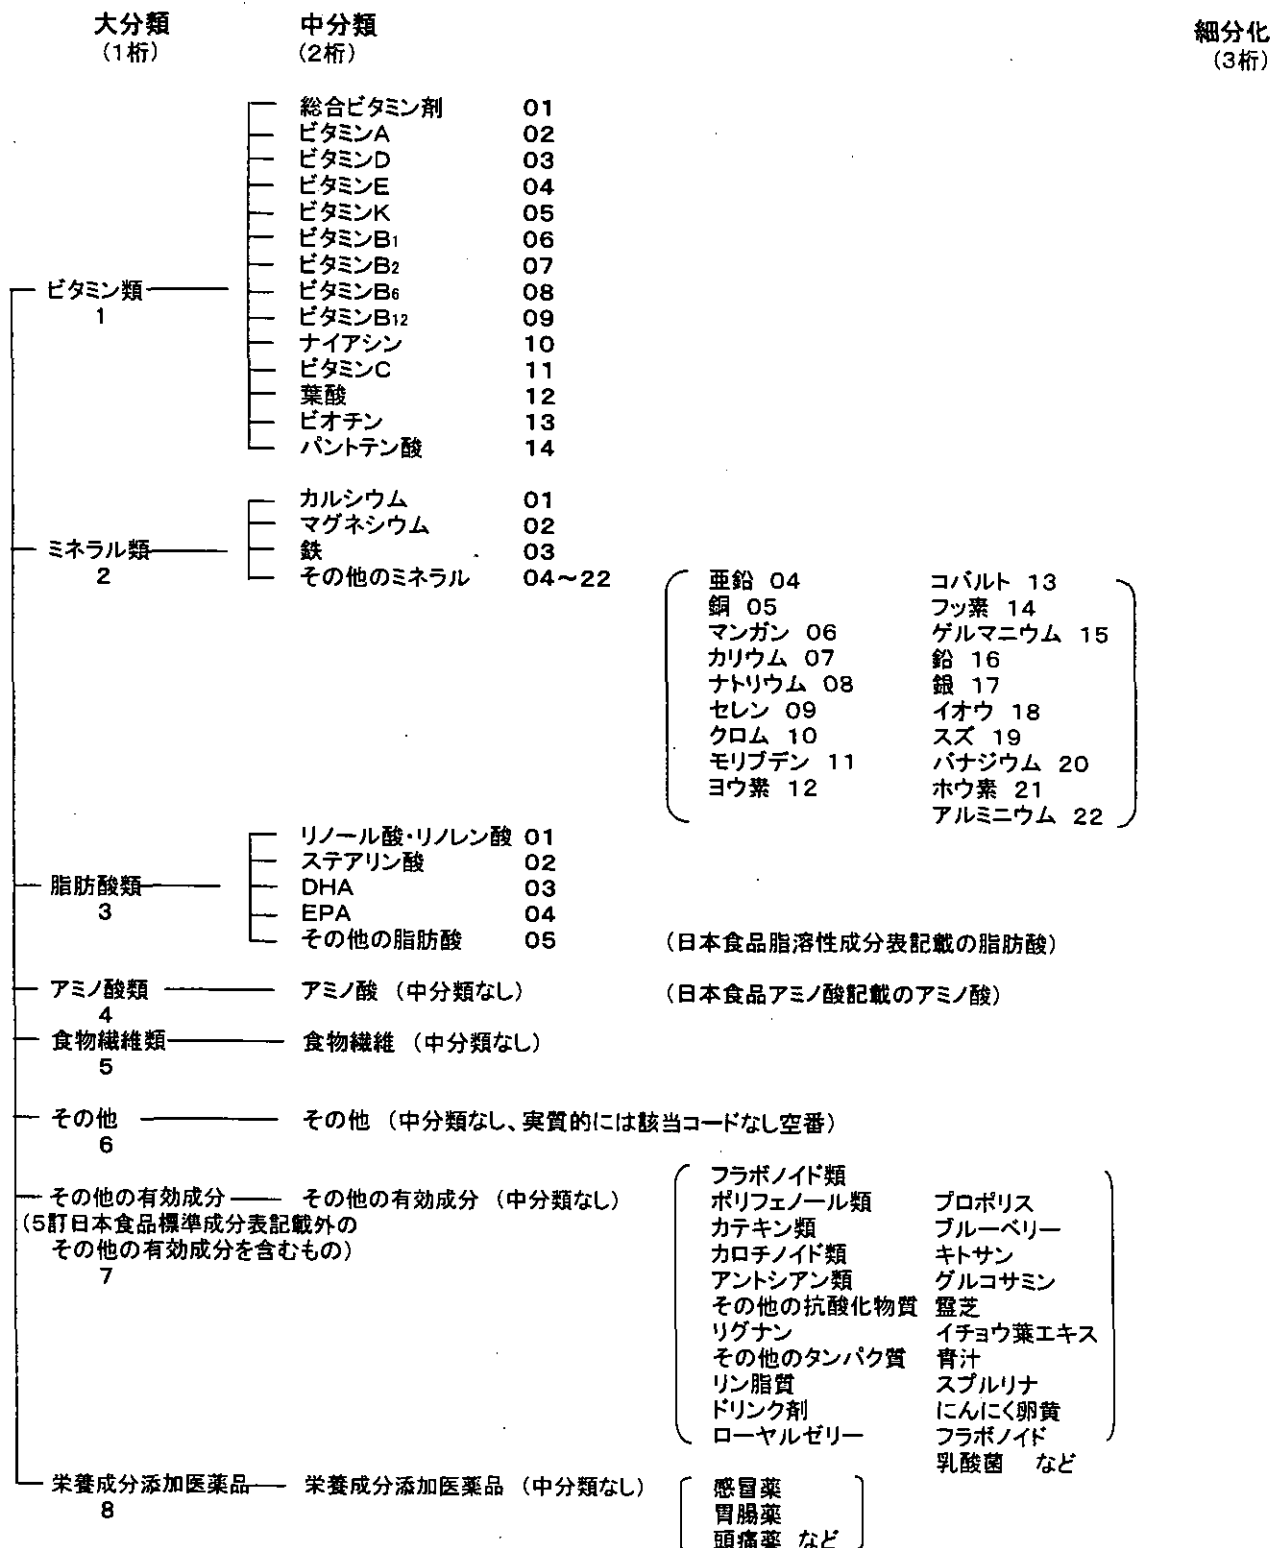 大分類 中分類 細分化
(1桁) (2桁) (3桁)
総合ビタミン剤 01
ビタミンA 02
ビタミンD 03
ビタミンE 04
ビタミンK 05
ビタミンB1 06
ビタミンB2 07
ビタミン類 ビタミンB6 08
1 ビタミンB12 09
ナイアシン 10
ビタミンC 11
葉酸 12
ビオチン 13
パントテン酸 14
カルシウム 01
マグネシウム 02
ミネラル類 鉄 03
2 その他のミネラル 04~22
亜鉛 04 コバルト 13
銅 05 フッ素 14
マンガン 06 ゲルマニウム 15
カリウム 07 鉛 16
ナトリウム 08 銀 17
セレン 09 イオウ 18
クロム 10 スズ 19
モリブデン 11 バナジウム 20
ヨウ素 12 ホウ素 21
アルミニウム 22
リノール酸・リノレン酸 01
ステアリン酸 02
脂肪酸類 DHA 03
3 EPA 04
その他の脂肪酸 05 (日本食品脂溶性成分表記載の脂肪酸)
アミノ酸類 アミノ酸 (中分類なし) (日本食品アミノ酸記載のアミノ酸)
4
食物繊維類 食物繊維 (中分類なし)
5
その他 その他 (中分類なし、実質的には該当コードなし空番)
6
その他の有効成分 その他の有効成分 (中分類なし)
(5訂日本食品標準成分表記載外の
その他の有効成分を含むもの)
7
フラボノイド類
ポリフェノール類 プロポリス
カテキン類 ブルーベリー
カロチノイド類 キトサン
アントシアン類 グルコサミン
その他の抗酸化物質 霊芝
リグナン イチョウ葉エキス
その他のタンパク質 青汁
リン脂質 スプルリナ
ドリンク剤 にんにく卵黄
ローヤルゼリー フラボノイド
乳酸菌 など
栄養成分添加医薬品 栄養成分添加医薬品 (中分類なし) 感冒薬
8 胃腸薬
頭痛薬 など